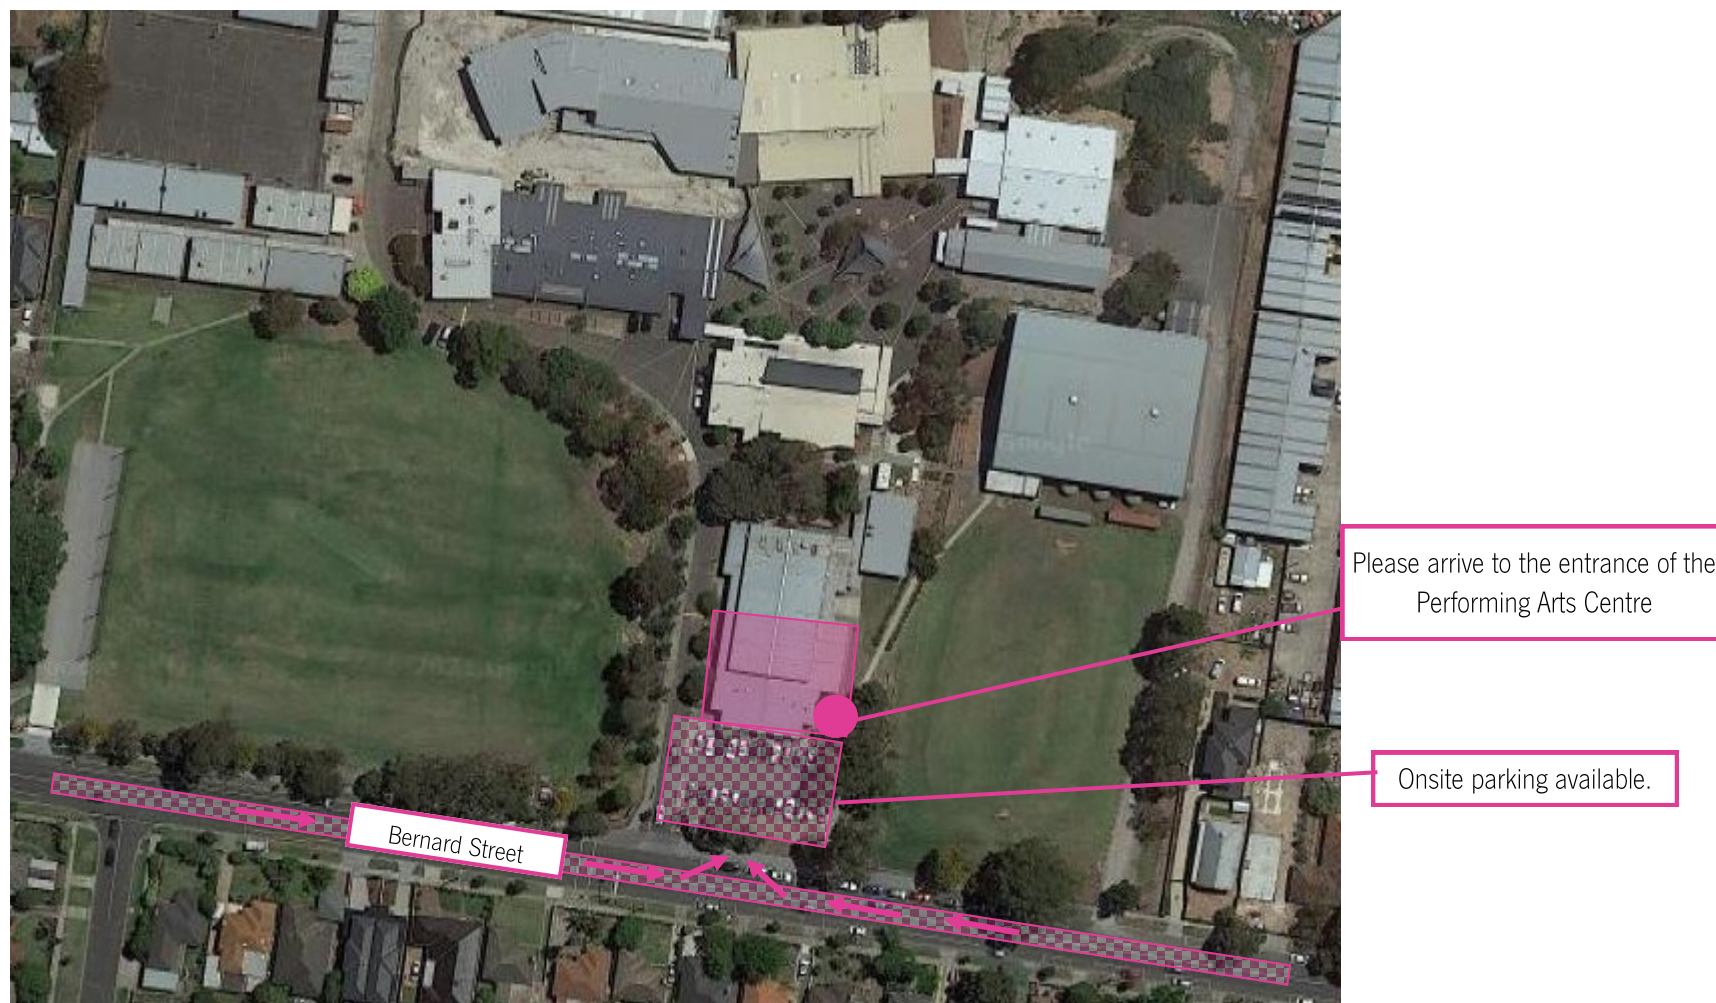 Please arrive to the entrance of the
Performing Arts Centre
Onsite parking available.
Bernard Street